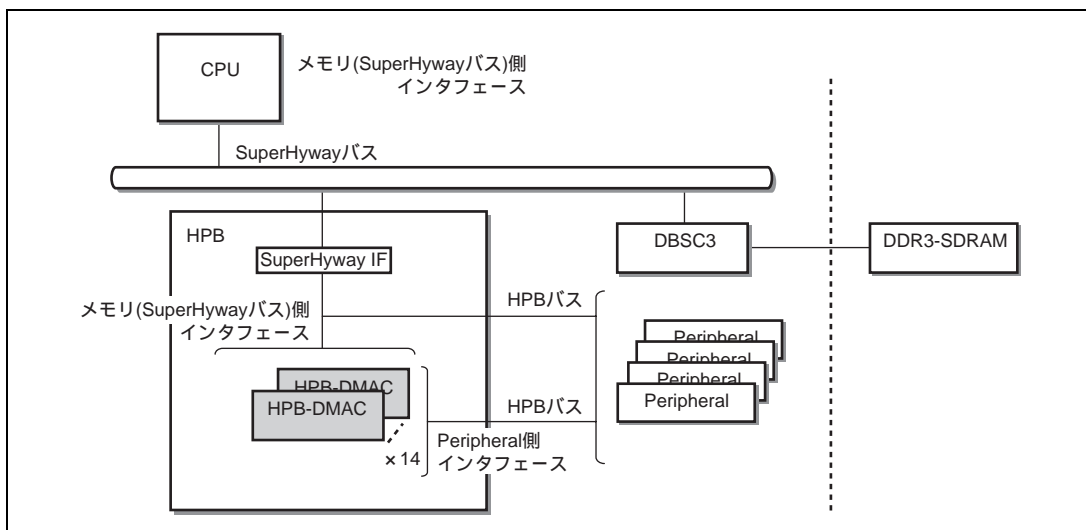 CPU
メモリ(SuperHywayバス)側
インタフェース
SuperHywayバス
HPB
SuperHyway IF
DBSC3
DDR3-SDRAM
メモリ(SuperHywayバス)側
インタフェース
HPBバス
HPB-DMAC
HPB-DMAC
×14
HPBバス
Peripheral側
インタフェース
Peripheral
Peripheral
Peripheral
Peripheral